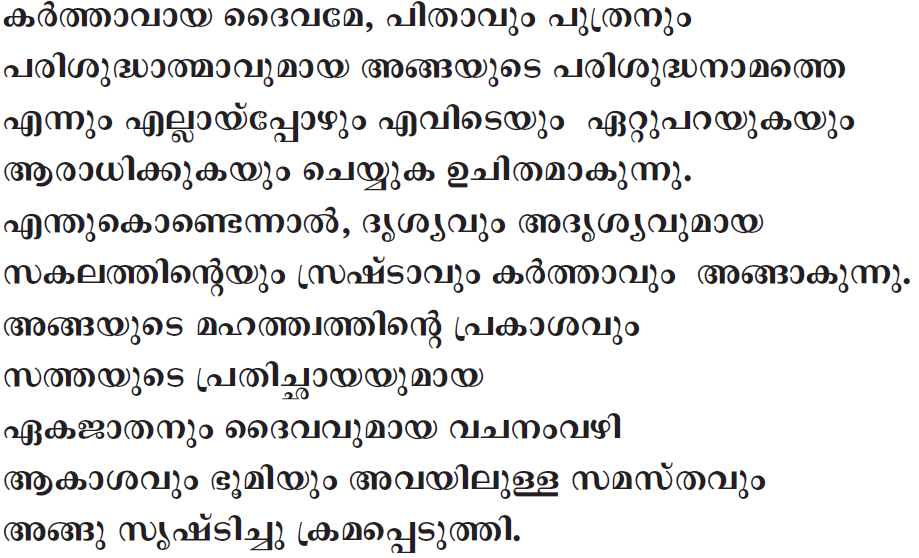 കർത്താവായ ദൈവമേ, പിതാവും പുത്രനും
പരിശുദ്ധാത്മാവുമായ അങ്ങയുടെ പരിശുദ്ധനാമത്തെ
എന്നും എല്ലായ്പ്പോഴും എവിടെയും ഏറ്റുപറയുകയും
ആരാധിക്കുകയും ചെയ്യുക ഉചിതമാകുന്നു.
എന്തുകൊണ്ടെന്നാൽ, ദൃശ്യവും അദൃശ്യവുമായ
സകലത്തിന്റെയും സ്രഷ്ടാവും കർത്താവും അങ്ങാകുന്നു.
അങ്ങയുടെ മഹത്ത്വത്തിന്റെ പ്രകാശവും
സത്തയുടെ പ്രതിച്ഛായയുമായ
ഏകജാതനും ദൈവവുമായ വചനംവഴി
ആകാശവും ഭൂമിയും അവയിലുള്ള സമസ്തവും
അങ്ങു സൃഷ്ടിച്ചു ക്രമപ്പെടുത്തി.